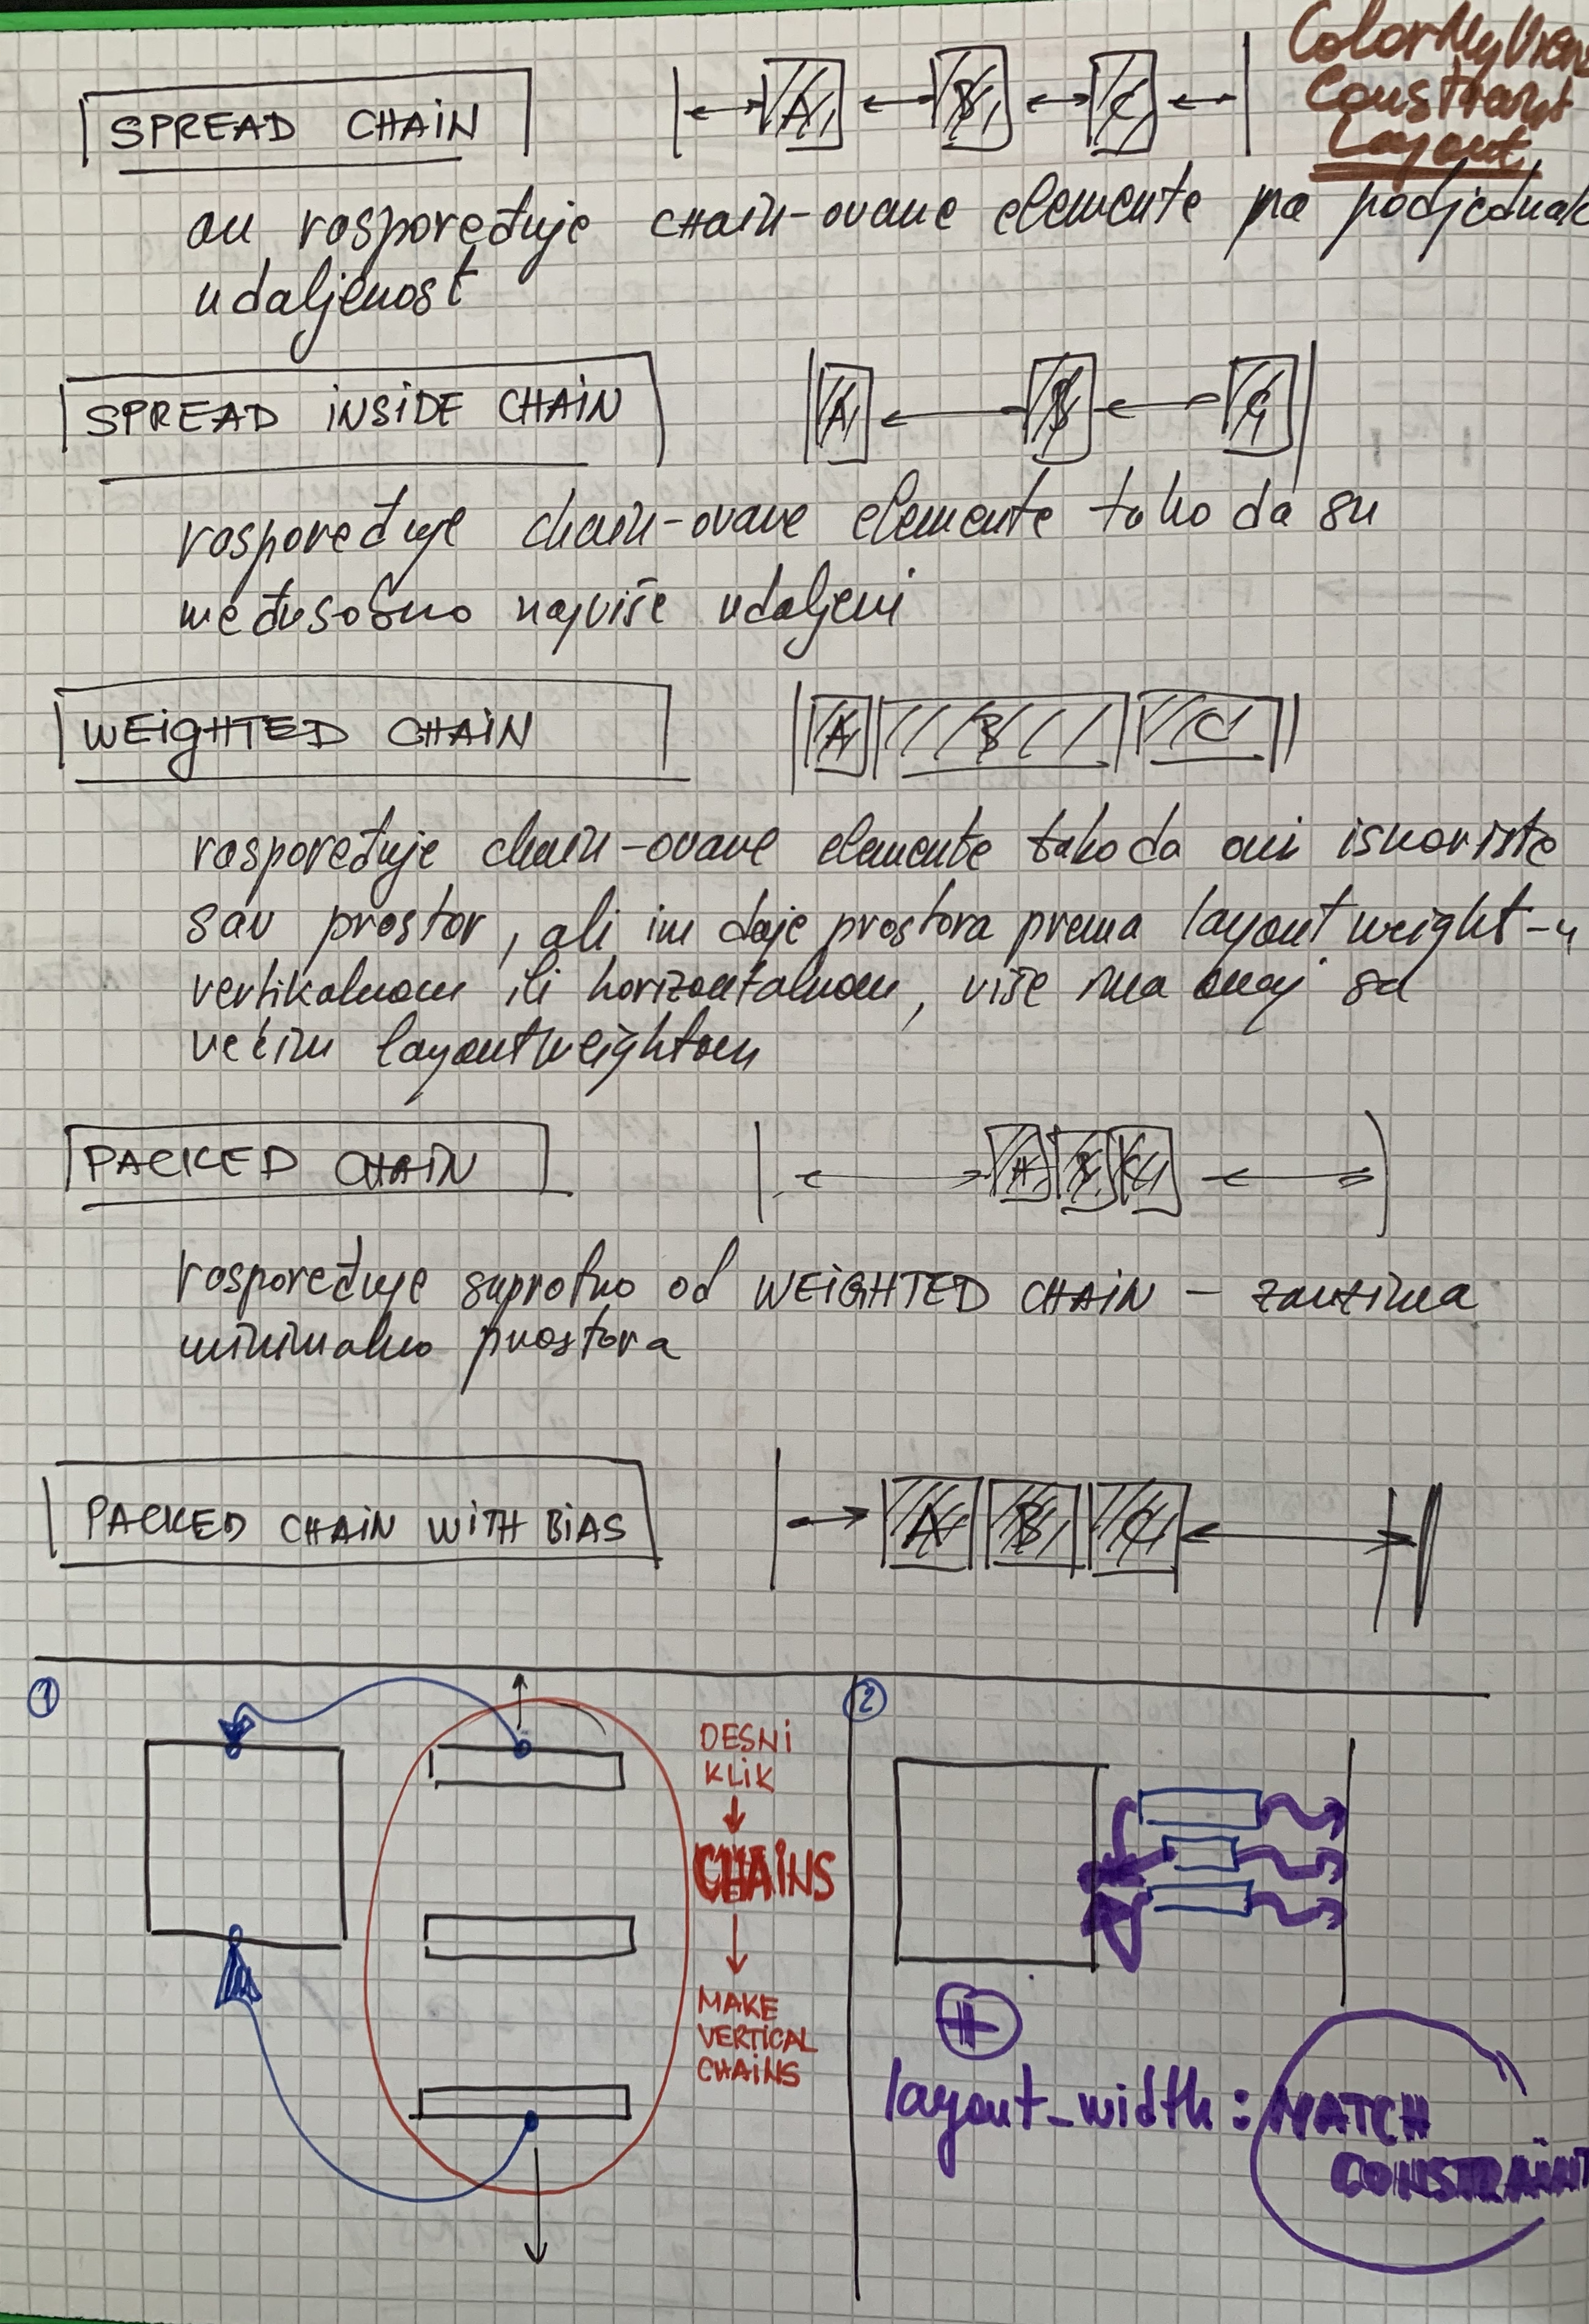 ColorMyView
Constraint
Layout
SPREAD CHAIN
A B C
on raspoređuje chain-ovane elemente na podjednak
udaljenost
SPREAD INSIDE CHAIN
A B C
raspoređuje chain-ovane elemente tako da su
međusobno najviše udaljeni
WEIGHTED CHAIN
A B C
raspoređuje chain-ovane elemente tako da oni iskoriste
sav prostor, ali im daje prostora prema layout weight-u
vertikalnom ili horizontalnom, više ima onaj sa
većim layoutweightom
PACKED CHAIN
A B C
raspoređuje suprotno od WEIGHTED CHAIN – zauzima
minimalno prostora
PACKED CHAIN WITH BIAS
A B C
1
DESNI
KLIK
CHAINS
MAKE
VERTICAL
CHAINS
2
+
layout_width : MATCH
CONSTRAINT